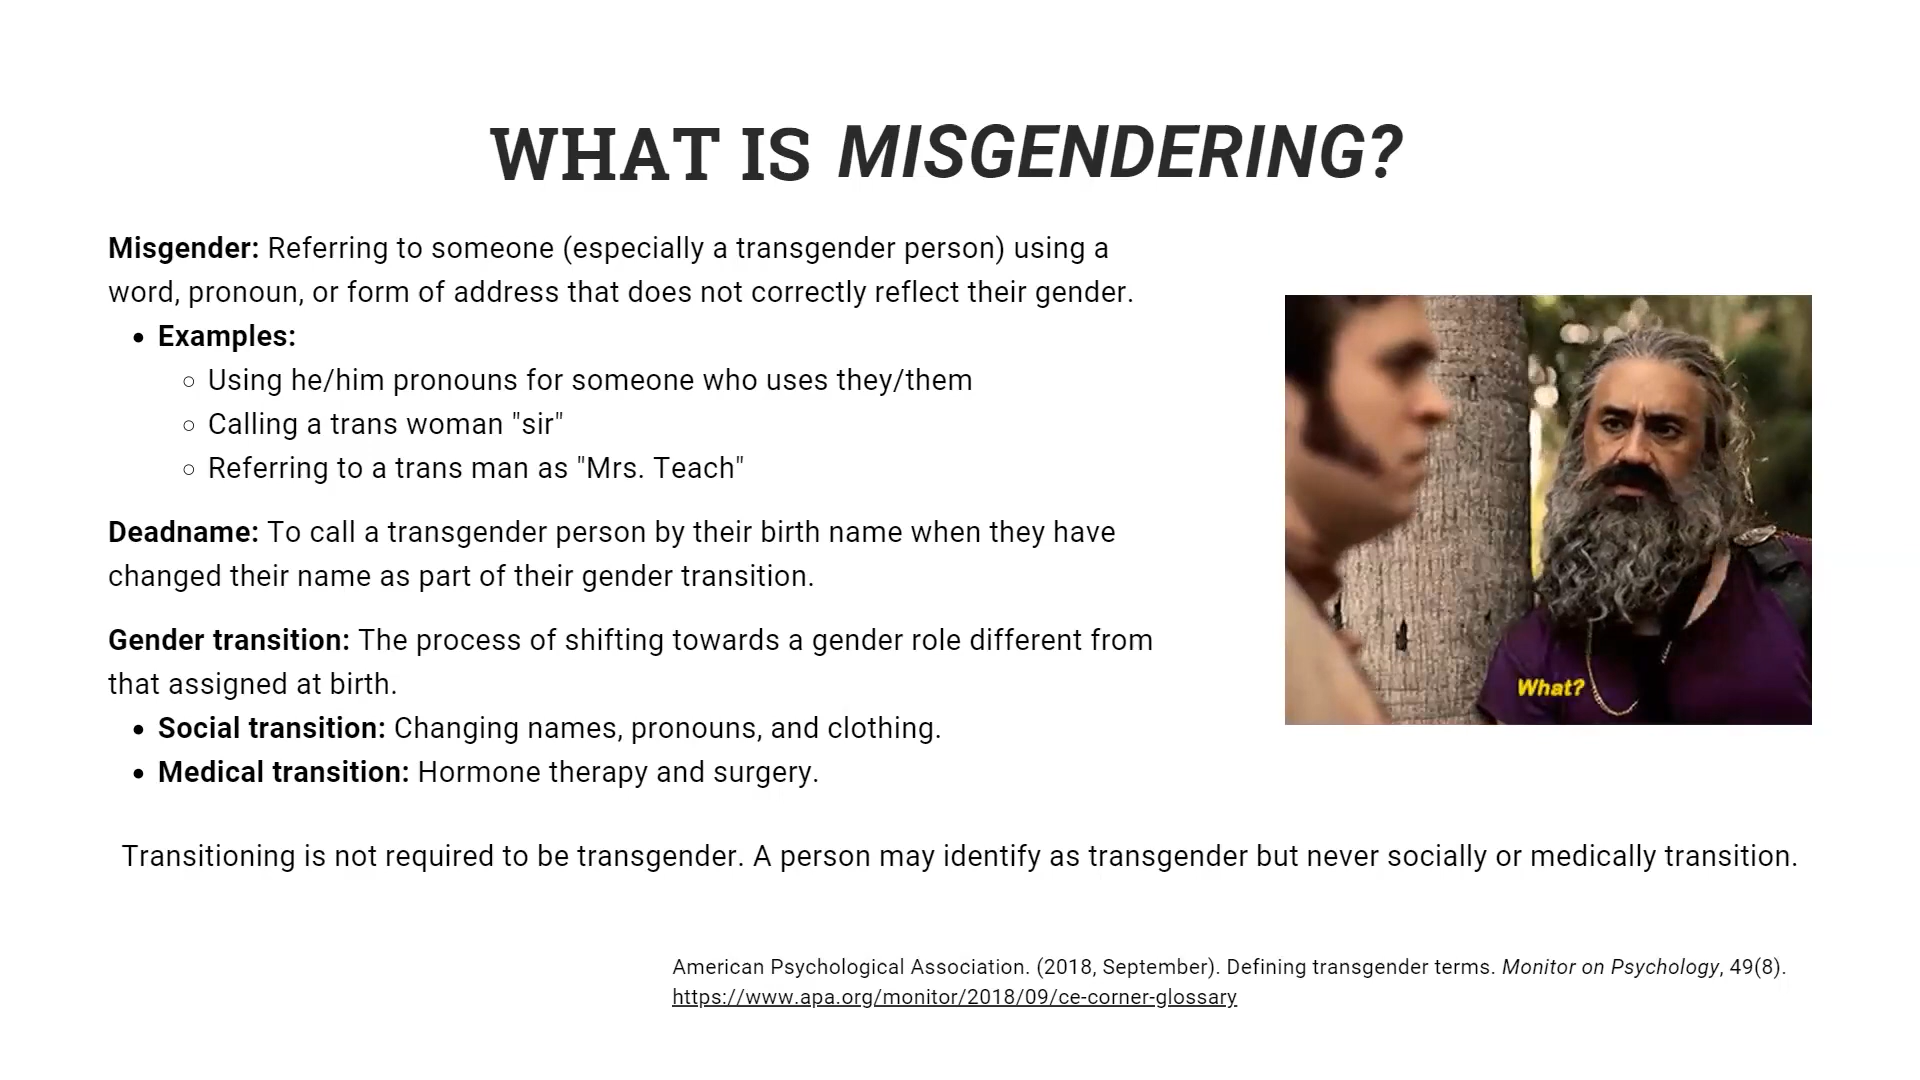 WHAT IS MISGENDERING?
Misgender: Referring to someone (especially a transgender person) using a
word, pronoun, or form of address that does not correctly reflect their gender.
Examples:
Using he/him pronouns for someone who uses they/them
Calling a trans woman "sir"
Referring to a trans man as "Mrs. Teach"
Deadname: To call a transgender person by their birth name when they have
changed their name as part of their gender transition.
Gender transition: The process of shifting towards a gender role different from
that assigned at birth.
Social transition: Changing names, pronouns, and clothing.
Medical transition: Hormone therapy and surgery.
What?
Transitioning is not required to be transgender. A person may identify as transgender but never socially or medically transition.
American Psychological Association. (2018, September). Defining transgender terms. Monitor on Psychology, 49(8).
https://www.apa.org/monitor/2018/09/ce-corner-glossary